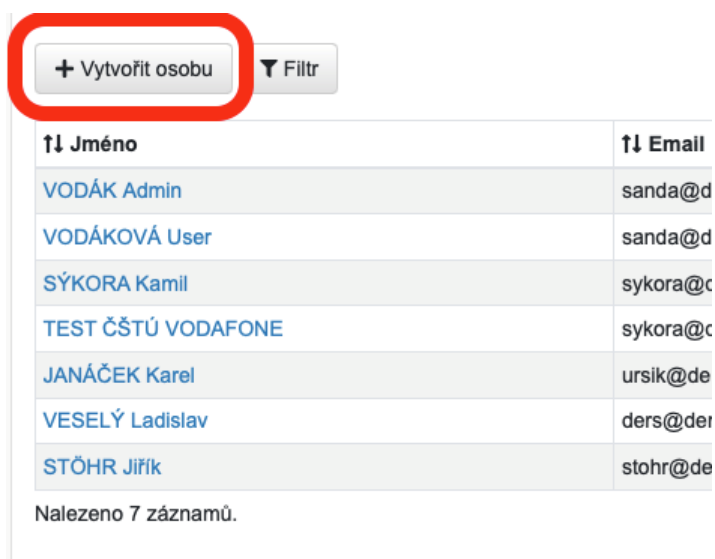 + Vytvořit osobu Filtr
↑↓ Jméno ↑↓ Email
VODÁK Admin sanda@d
VODÁKOVÁ User sanda@d
SÝKORA Kamil sykora@
TEST ČŠTÚ VODAFONE sykora@
JANÁČEK Karel ursik@de
VESELÝ Ladislav ders@der
STÖHR Jiřík stohr@de
Nalezeno 7 záznamů.